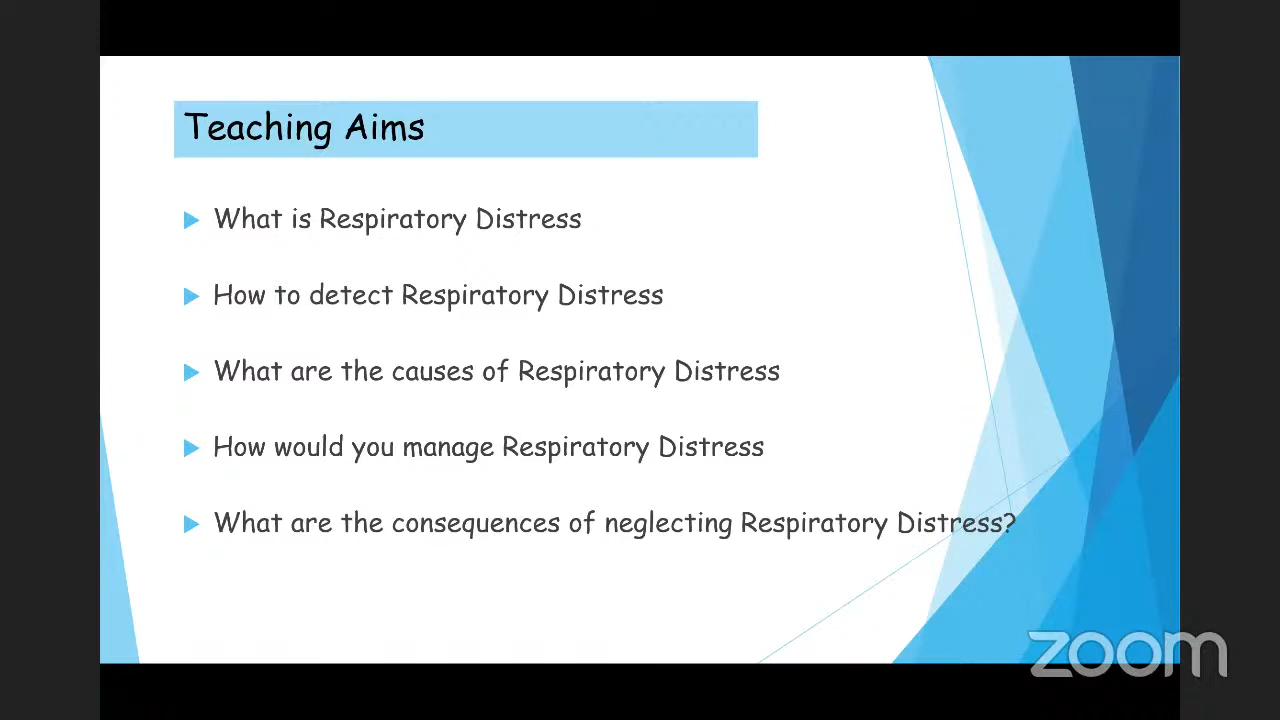 Teaching Aims
What is Respiratory Distress
How to detect Respiratory Distress
What are the causes of Respiratory Distress
How would you manage Respiratory Distress
What are the consequences of neglecting Respiratory Distress?
zoom